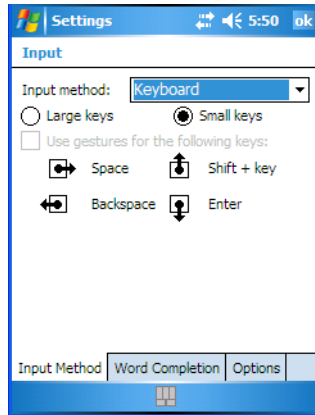 Settings 5:50 ok
Input
Input method: Keyboard
Large keys Small keys
Use gestures for the following keys:
Space Shift + key
Backspace Enter
Input Method Word Completion Options